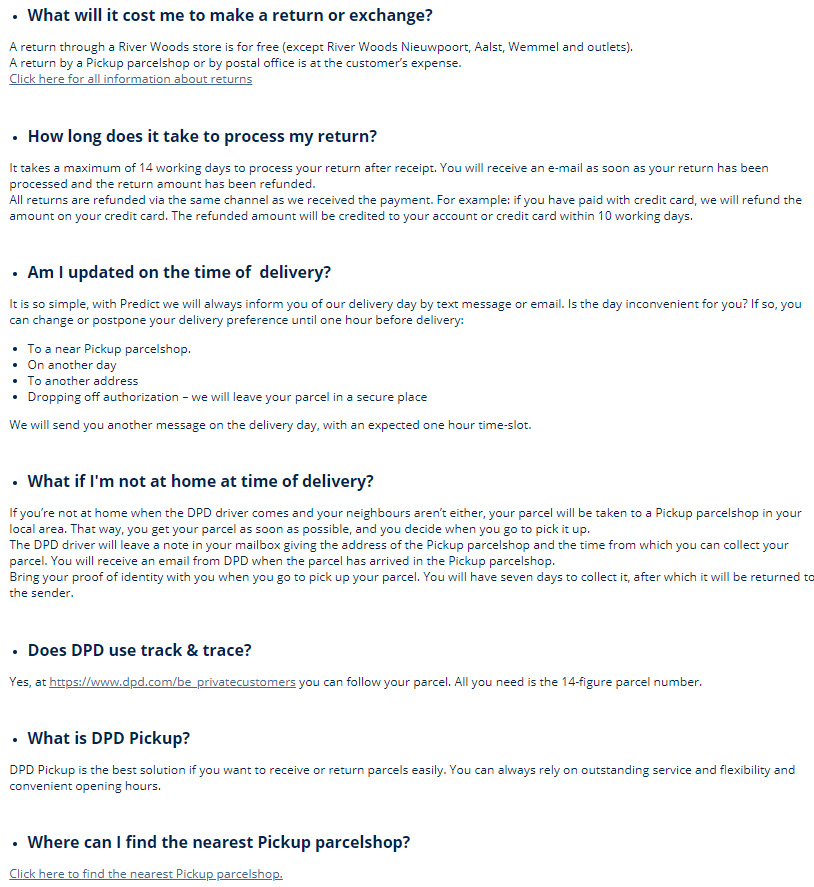 • What will it cost me to make a return or exchange?
A return through a River Woods store is for free (except River Woods Nieuwpoort, Aalst, Wemmel and outlets).
A return by a Pickup parcelshop or by postal office is at the customer’s expense.
Click here for all information about returns
• How long does it take to process my return?
It takes a maximum of 14 working days to process your return after receipt. You will receive an e-mail as soon as your return has been
processed and the return amount has been refunded.
All returns are refunded via the same channel as we received the payment. For example: if you have paid with credit card, we will refund the
amount on your credit card. The refunded amount will be credited to your account or credit card within 10 working days.
• Am I updated on the time of  delivery?
It is so simple, with Predict we will always inform you of our delivery day by text message or email. Is the day inconvenient for you? If so, you
can change or postpone your delivery preference until one hour before delivery:
• To a near Pickup parcelshop.
• On another day
• To another address
• Dropping off authorization – we will leave your parcel in a secure place
We will send you another message on the delivery day, with an expected one hour time-slot.
• What if I'm not at home at time of delivery?
If you’re not at home when the DPD driver comes and your neighbours aren’t either, your parcel will be taken to a Pickup parcelshop in your
local area. That way, you get your parcel as soon as possible, and you decide when you go to pick it up.
The DPD driver will leave a note in your mailbox giving the address of the Pickup parcelshop and the time from which you can collect your
parcel. You will receive an email from DPD when the parcel has arrived in the Pickup parcelshop.
Bring your proof of identity with you when you go to pick up your parcel. You will have seven days to collect it, after which it will be returned to
the sender.
• Does DPD use track & trace?
Yes, at https://www.dpd.com/be_privatecustomers you can follow your parcel. All you need is the 14-figure parcel number.
• What is DPD Pickup?
DPD Pickup is the best solution if you want to receive or return parcels easily. You can always rely on outstanding service and flexibility and
convenient opening hours.
• Where can I find the nearest Pickup parcelshop?
Click here to find the nearest Pickup parcelshop.